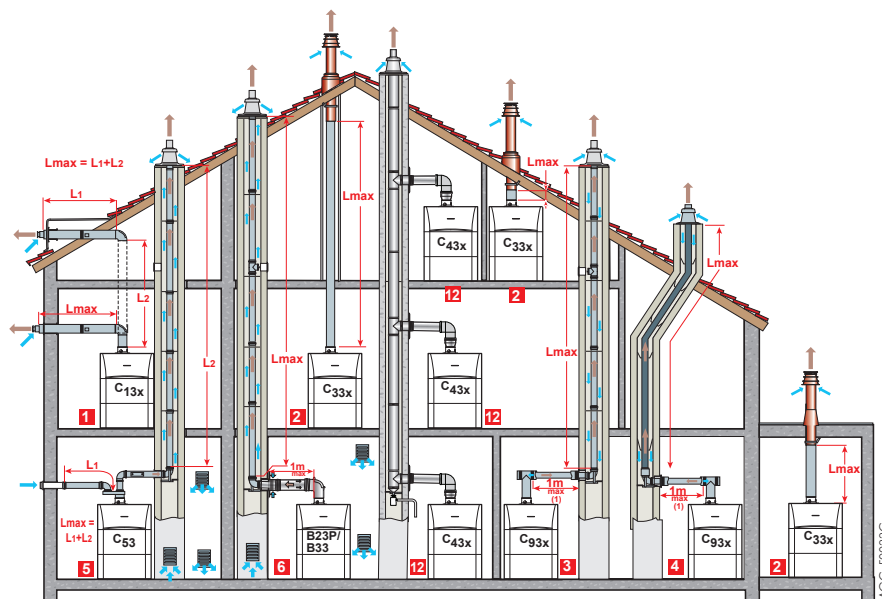 Lmax = L1+L2
L1
Lmax
L2
C13x
1
L2
Lmax
Lmax
C33x
2
C43x
12
Lmax
C33x
2
C43x
12
Lmax
Lmax
L1
Lmax =
L1+L2
C53
5
1m
max
B23P/
B33
6
C43x
12
1m
max
(1)
C93x
3
1m
max
(1)
C93x
4
Lmax
C33x
2